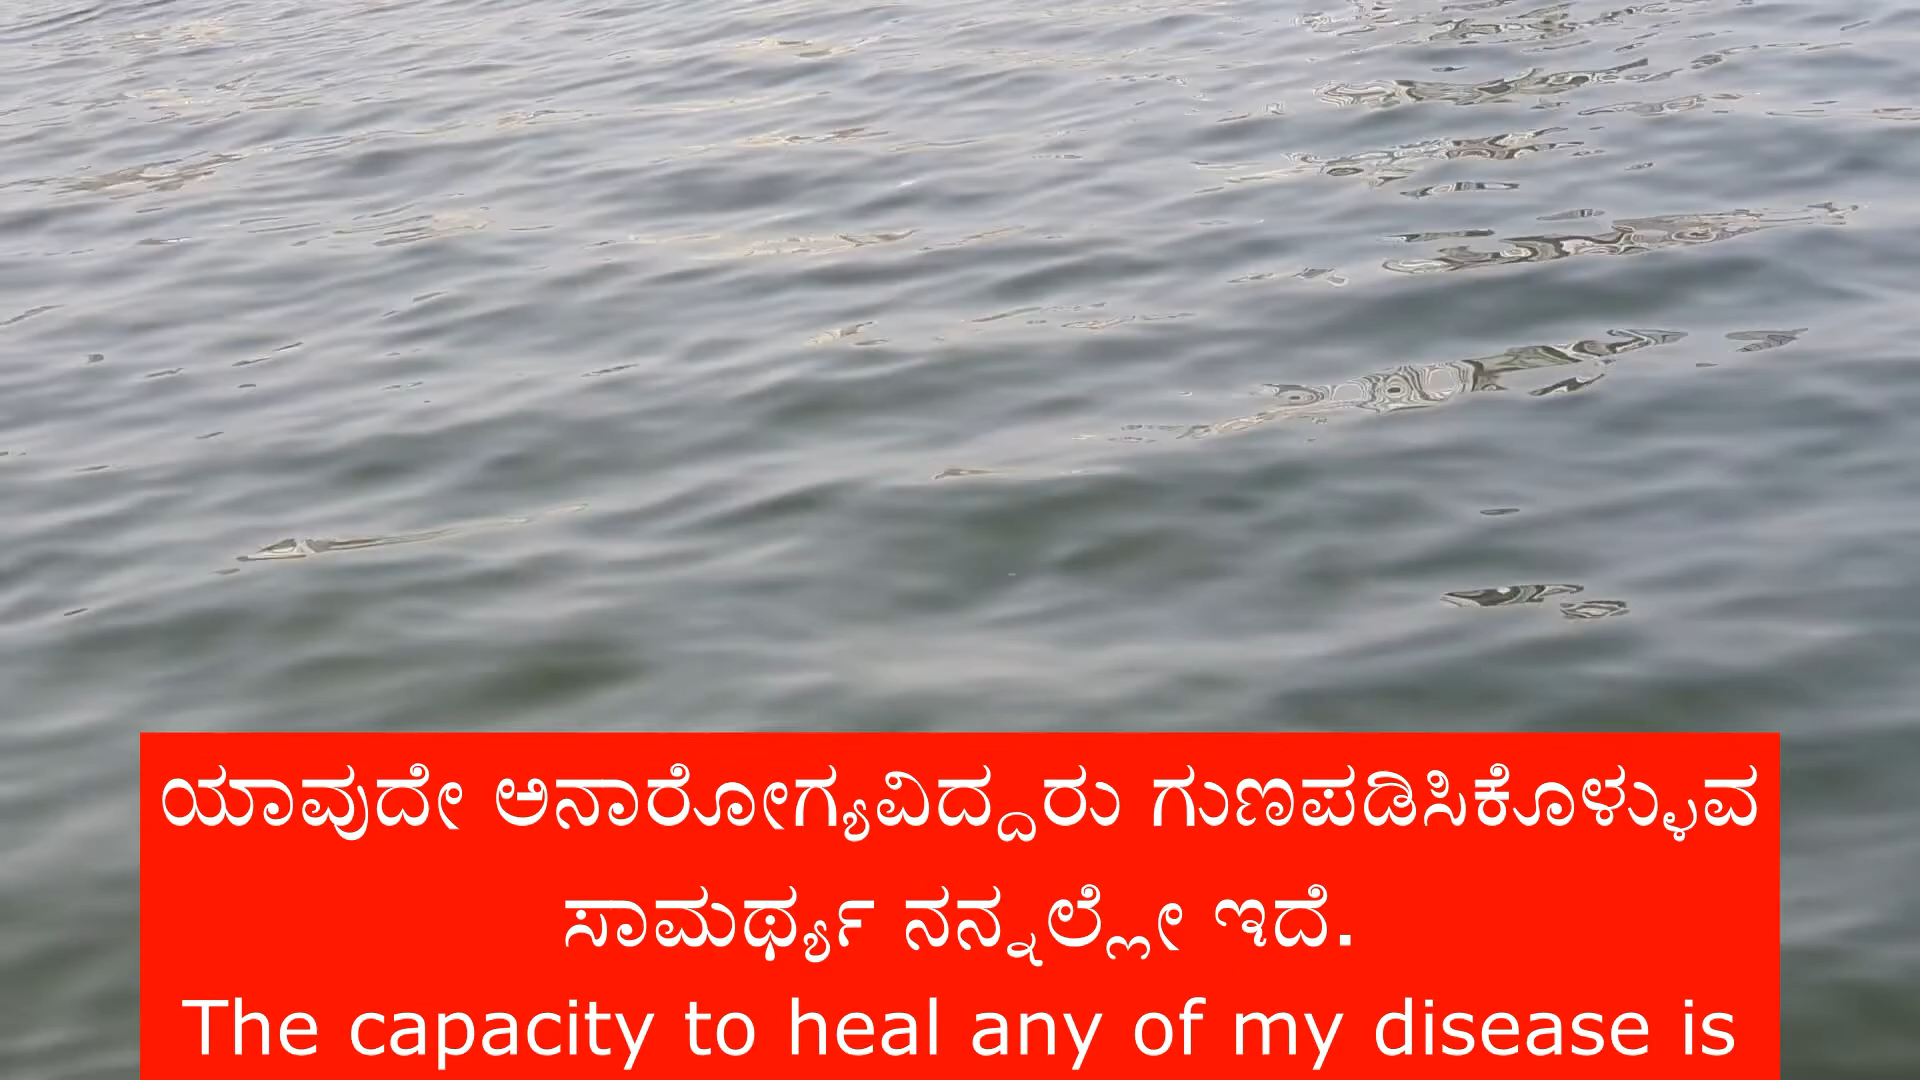 ಯಾವುದೇ ಅನಾರೋಗ್ಯವಿದ್ದರು ಗುಣಪಡಿಸಿಕೊಳ್ಳುವ
ಸಾಮರ್ಥ್ಯ ನನ್ನಲ್ಲೇ ಇದೆ.
The capacity to heal any of my disease is